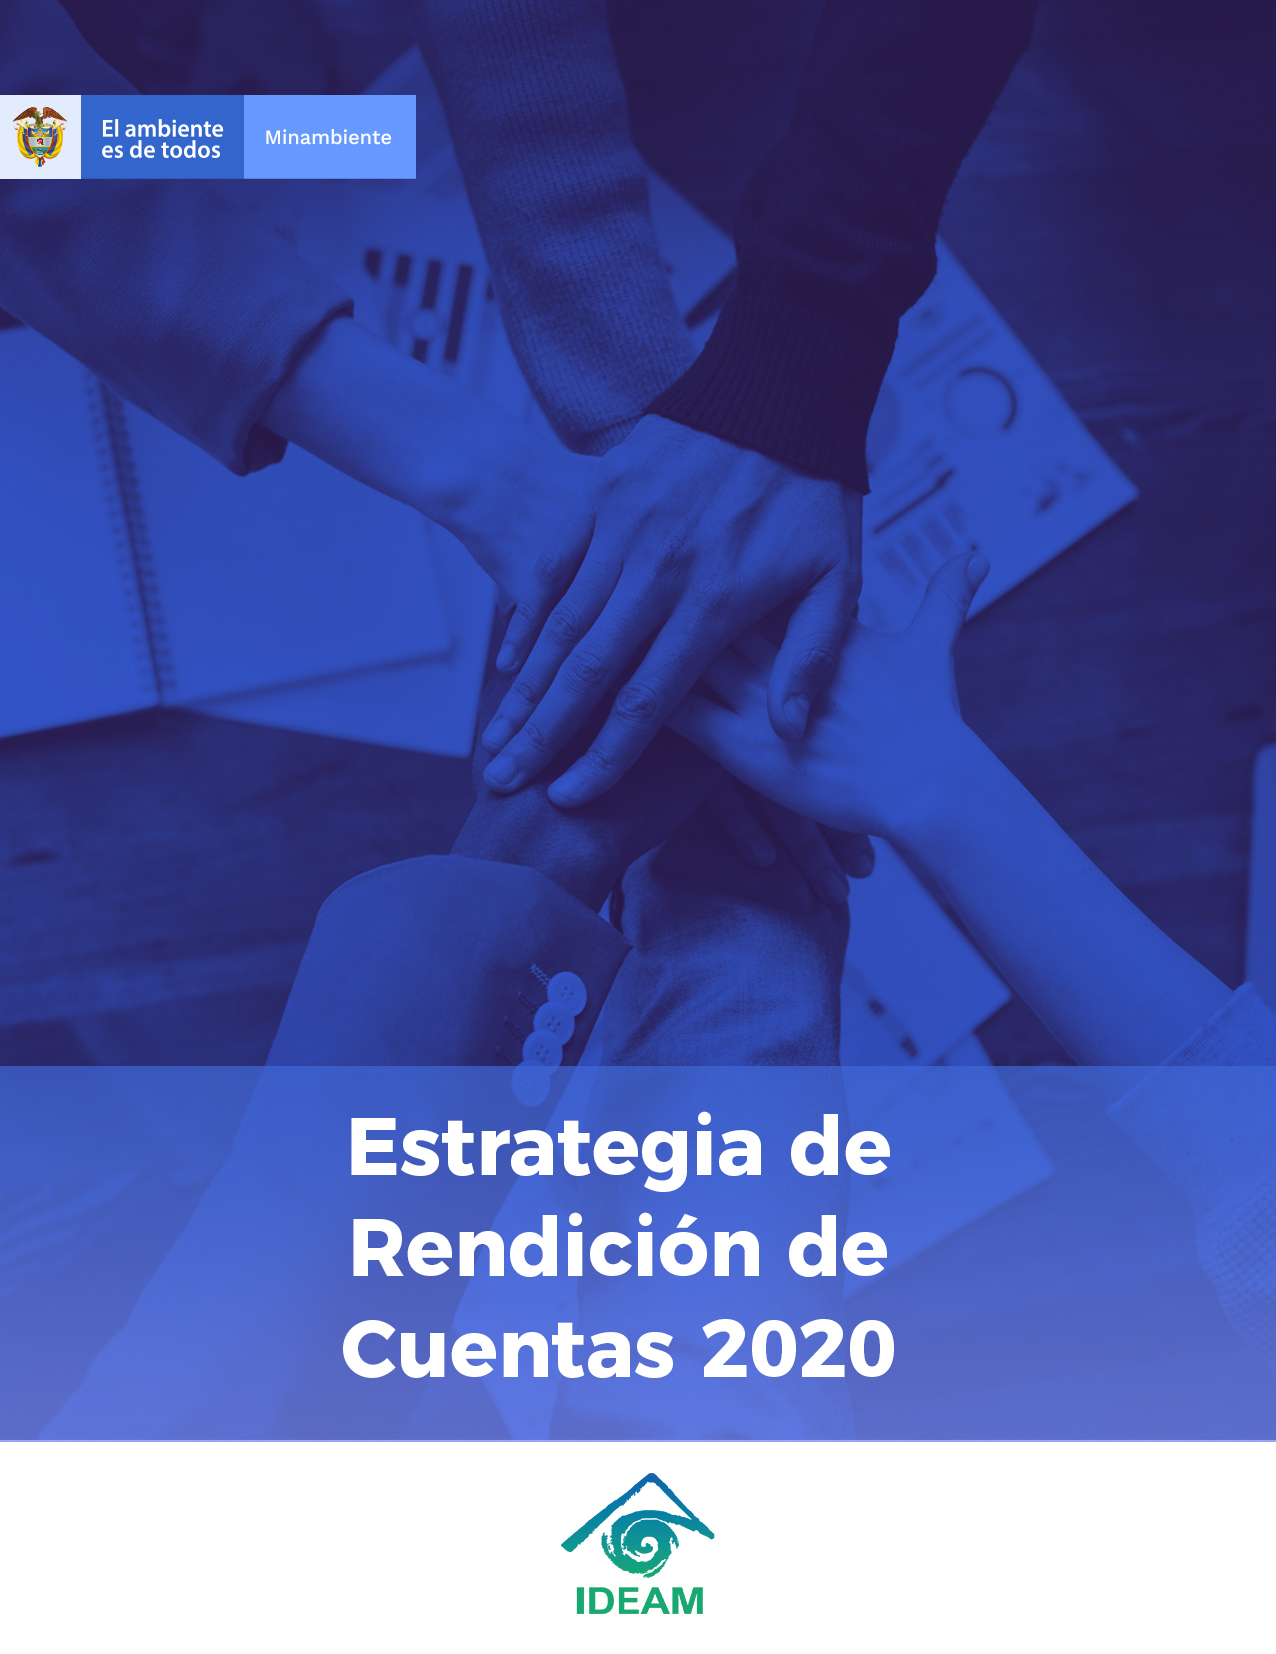 El ambiente
es de todos
Minambiente
Estrategia de
Rendición de
Cuentas 2020
IDEAM